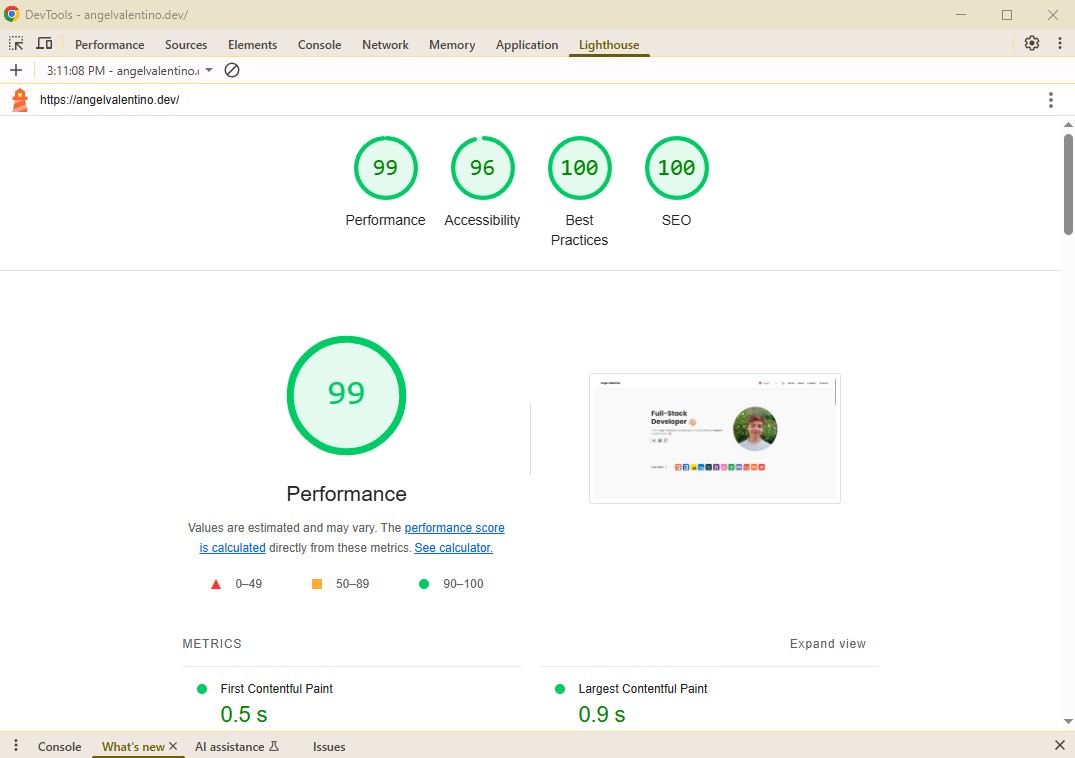 DevTools - angelvalentino.dev/
Performance Sources Elements Console Network Memory Application Lighthouse
3:11:08 PM - angelvalentino.
https://angelvalentino.dev/
99 96 100 100
Performance Accessibility Best Practices SEO
99
Performance
Values are estimated and may vary. The performance score
is calculated directly from these metrics. See calculator.
0–49 50–89 90–100
Full-Stack
Developer
METRICS Expand view
First Contentful Paint Largest Contentful Paint
0.5 s 0.9 s
Console What's new AI assistance Issues